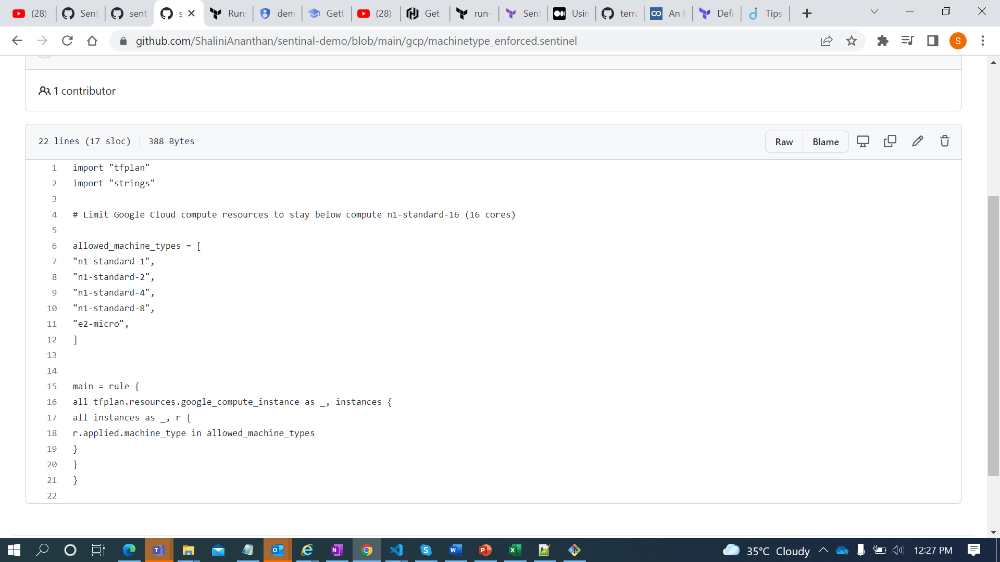 (28)
Sent
sent
s
Runs
dem
Gett
(28)
Get
run-
Sent
Usin
terra
An I
Defi
Tips
github.com/ShaliniAnanthan/sentinal-demo/blob/main/gcp/machinetype_enforced.sentinel
S
1 contributor
22 lines (17 sloc) 388 Bytes
Raw Blame
1 import "tfplan"
2 import "strings"
3
4 # Limit Google Cloud compute resources to stay below compute n1-standard-16 (16 cores)
5
6 allowed_machine_types = [
7 "n1-standard-1",
8 "n1-standard-2",
9 "n1-standard-4",
10 "n1-standard-8",
11 "e2-micro",
12 ]
13
14
15 main = rule {
16 all tfplan.resources.google_compute_instance as _, instances {
17 all instances as _, r {
18 r.applied.machine_type in allowed_machine_types
19 }
20 }
21 }
22
35°C Cloudy
12:27 PM